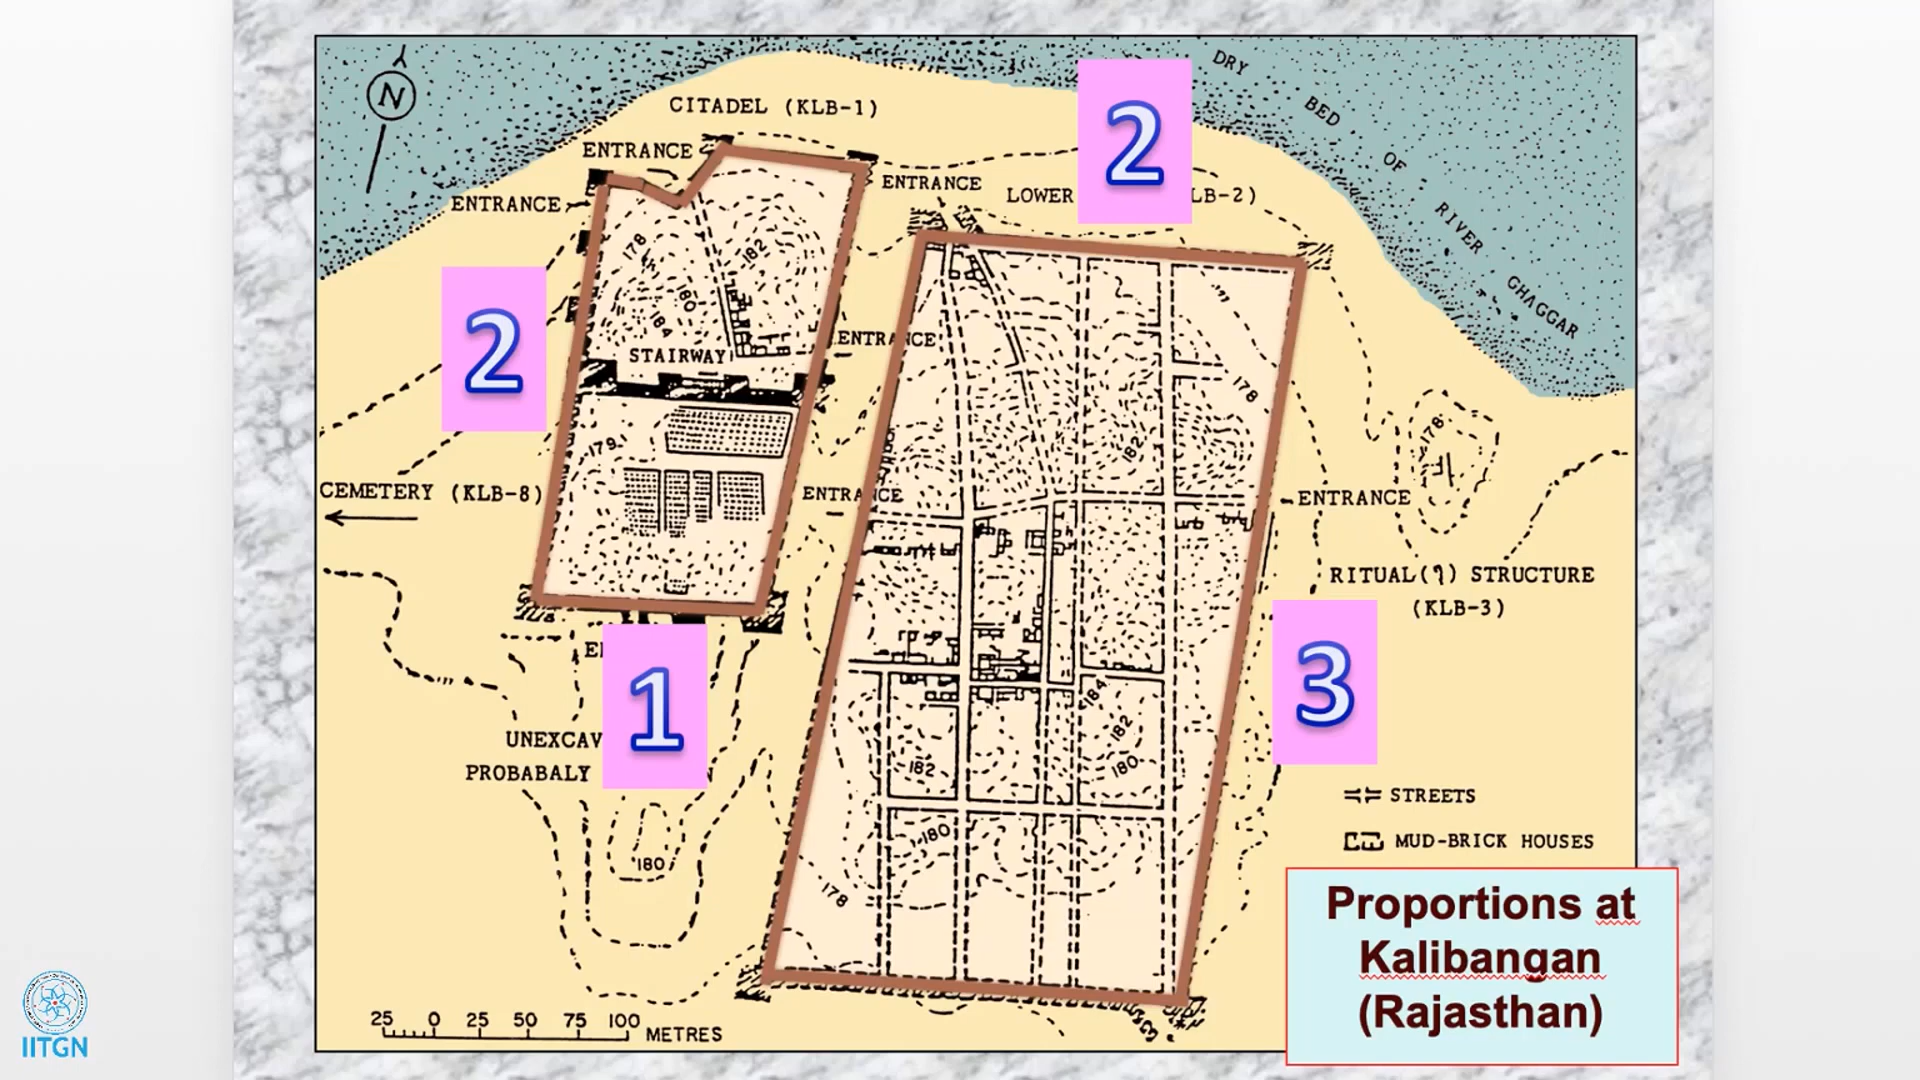 N
CITADEL (KLB-1)
DRY
BED
OF
RIVER
GHAGGAR
2
ENTRANCE
ENTRANCE
ENTRANCE
LOWER LB-2)
178
182
180
184
2
STAIRWAY
ENTRANCE
178
182
178
179
CEMETERY (KLB-8)
ENTRANCE
ENTRANCE
RITUAL(?) STRUCTURE
(KLB-3)
1
3
184
182
180
182
UNEXCAV
PROBABALY N
180
180
178
STREETS
MUD-BRICK HOUSES
25 0 25 50 75 100 METRES
Proportions at
Kalibangan
(Rajasthan)
IITGN